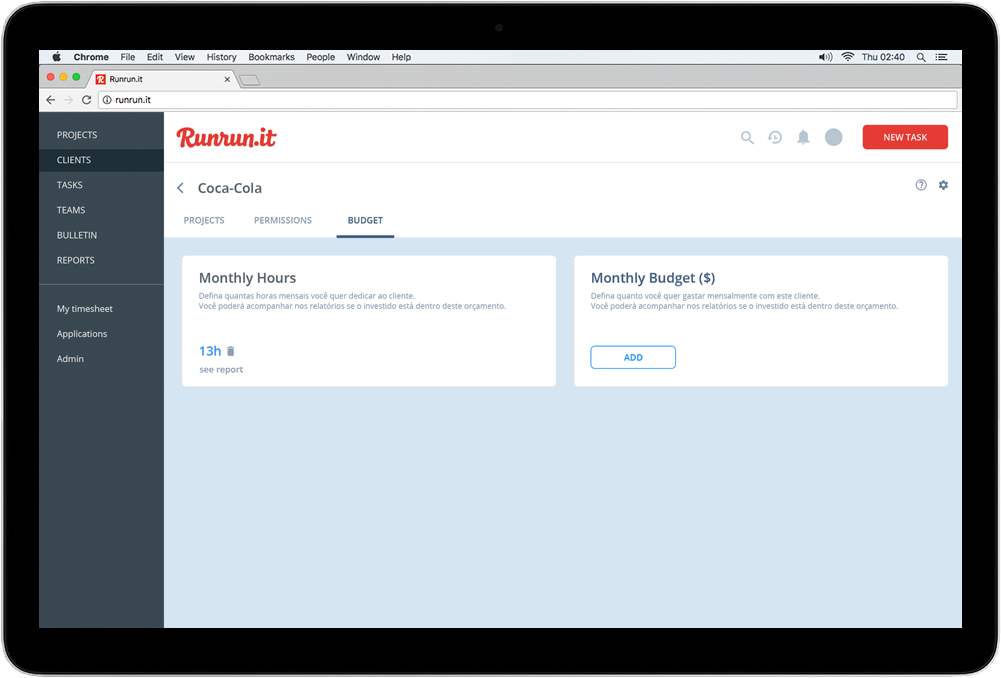 Chrome File Edit View History Bookmarks People Window Help Thu 02:40
Runrun.it
runrun.it
PROJECTS
CLIENTS
TASKS
TEAMS
BULLETIN
REPORTS
My timesheet
Applications
Admin
Runrun.it
NEW TASK
Coca-Cola
PROJECTS PERMISSIONS BUDGET
Monthly Hours
Defina quantas horas mensais você quer dedicar ao cliente.
Você poderá acompanhar nos relatórios se o investido está dentro deste orçamento.
13h
see report
Monthly Budget ($)
Defina quanto você quer gastar mensalmente com este cliente.
Você poderá acompanhar nos relatórios se o investido está dentro deste orçamento.
ADD